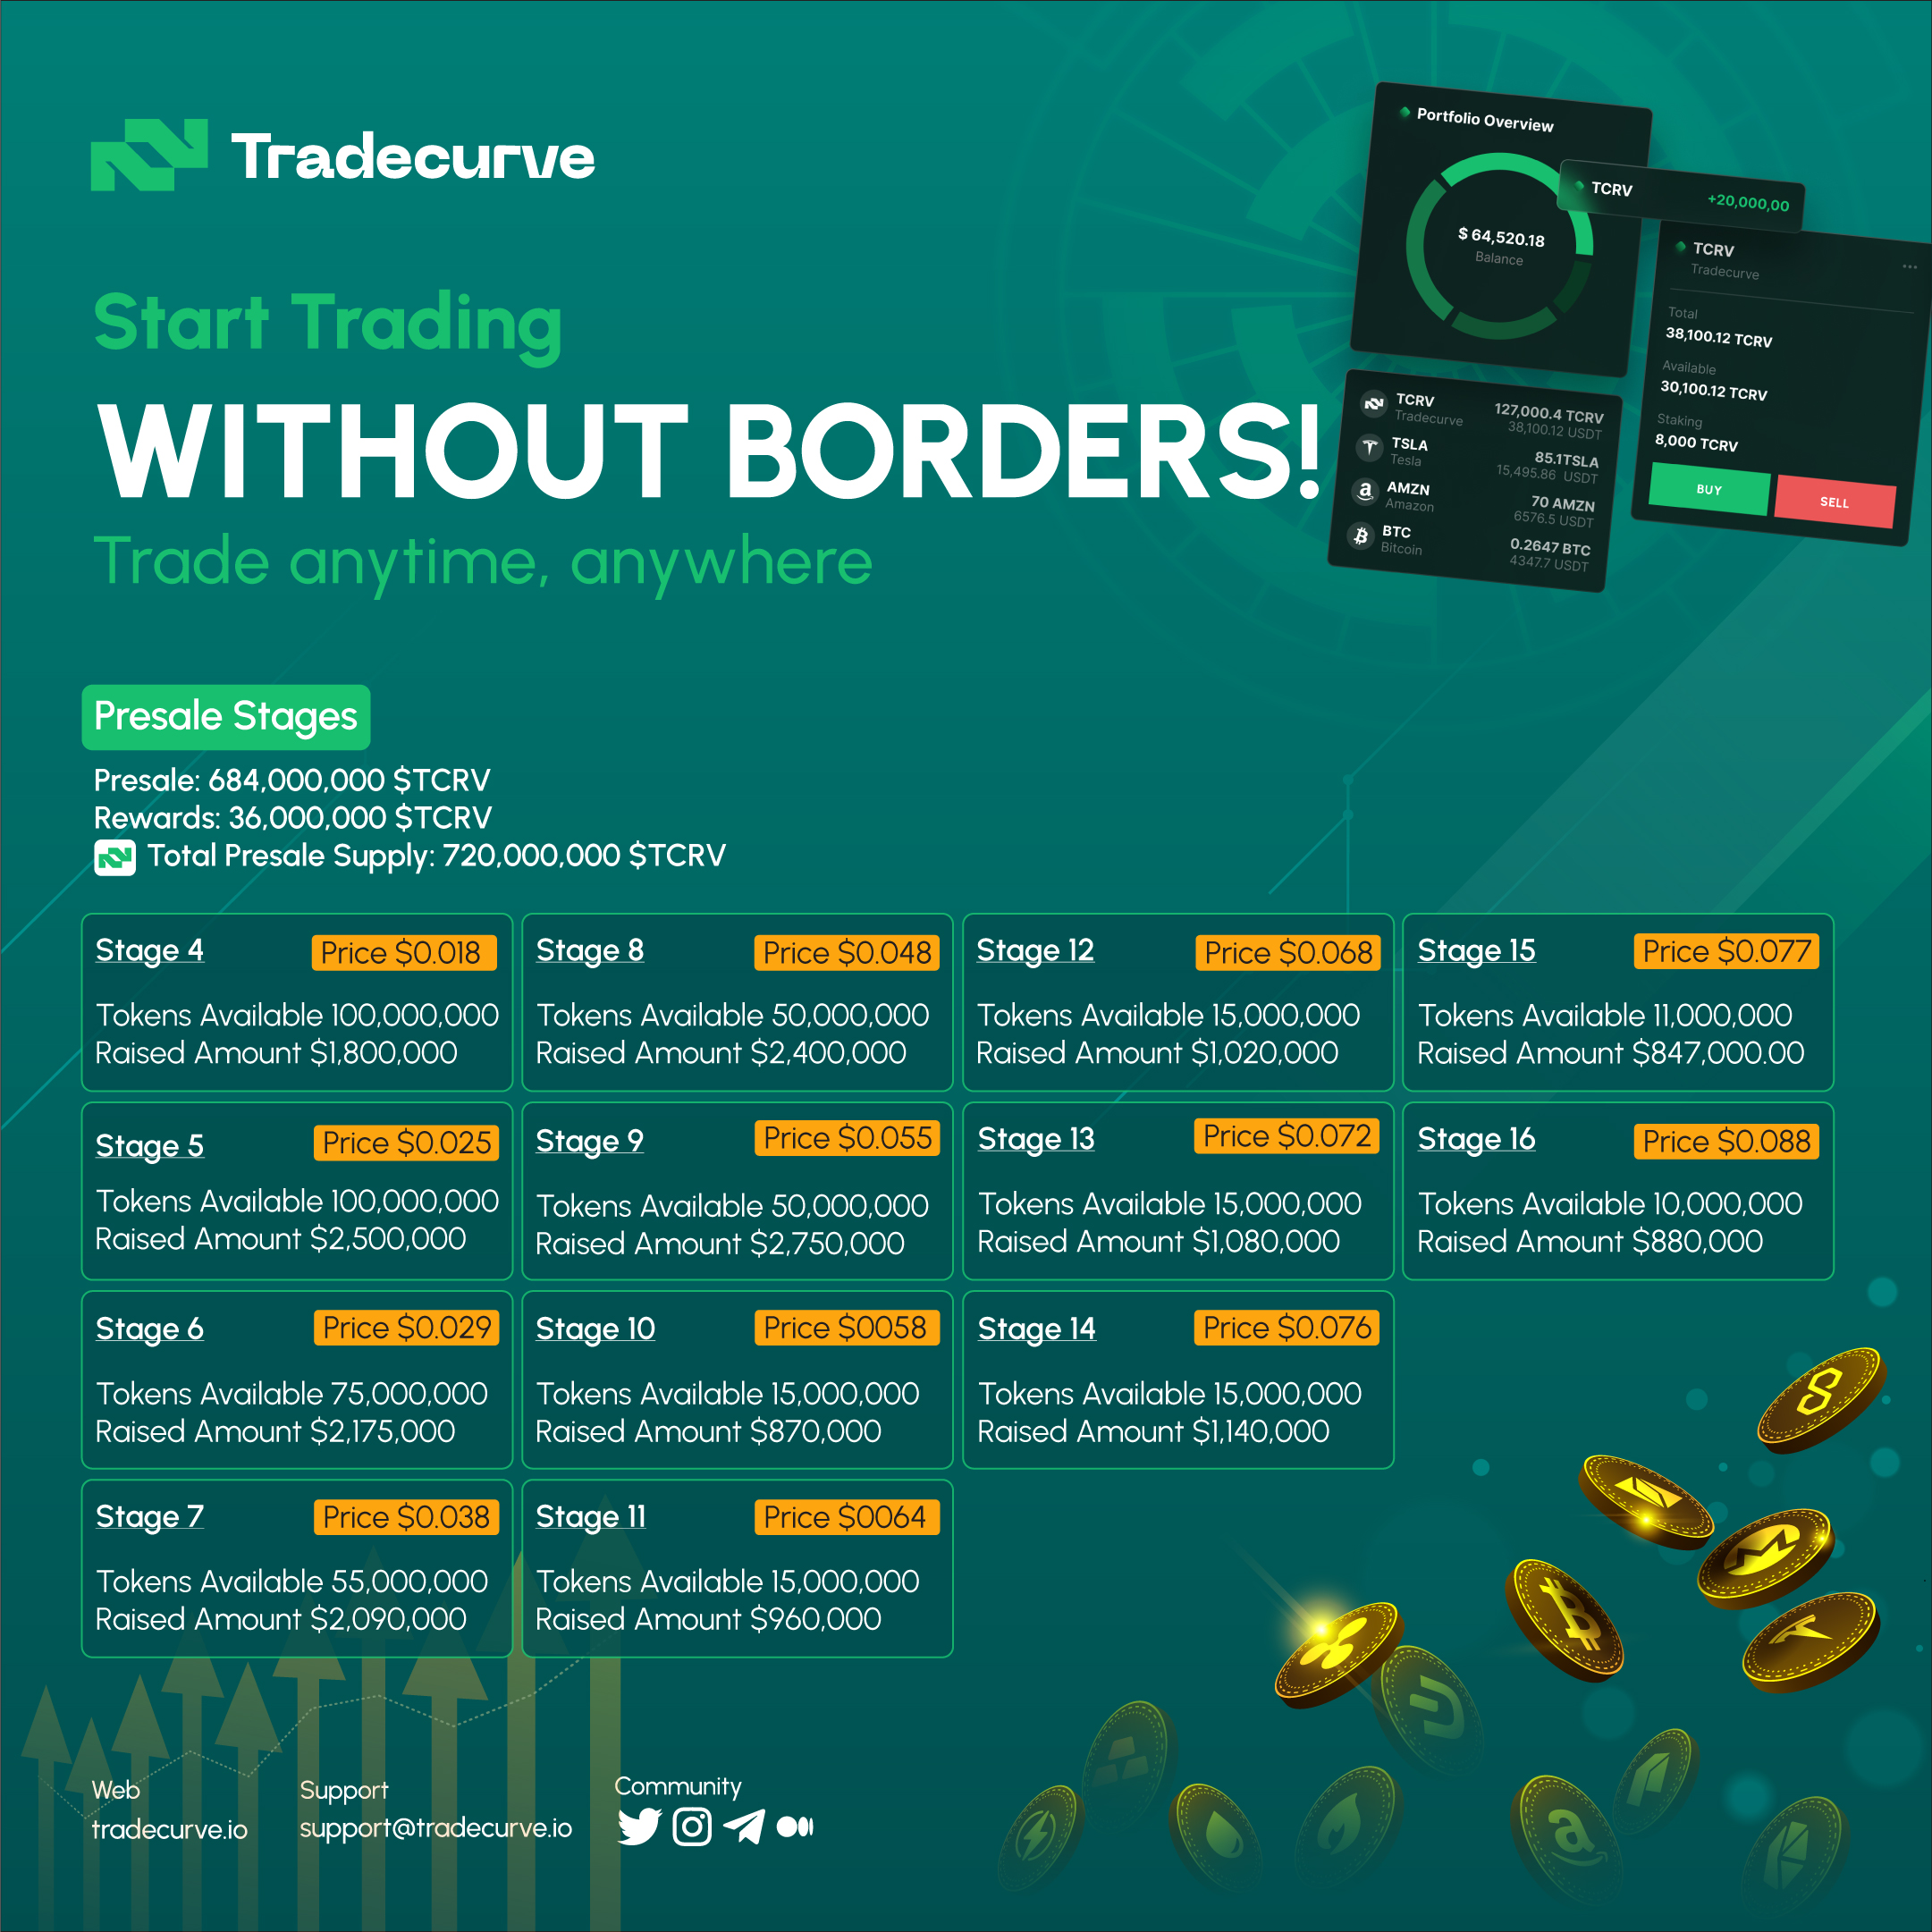 Tradecurve
Start Trading
WITHOUT BORDERS!
Trade anytime, anywhere
Portfolio Overview
$ 64,520.18
Balance
TCRV +20,000,00
TCRV
Tradecurve
Total
38,100.12 TCRV
Available
30,100.12 TCRV
Staking
8,000 TCRV
BUY SELL
TCRV 127,000.4 TCRV
Tradecurve 38,100.12 USDT
TSLA 85.1TSLA
Tesla 15,495.86 USDT
AMZN 70 AMZN
Amazon 6576.5 USDT
BTC 0.2647 BTC
Bitcoin 4347.7 USDT
Presale Stages
Presale: 684,000,000 $TCRV
Rewards: 36,000,000 $TCRV
Total Presale Supply: 720,000,000 $TCRV
Stage 4 Price $0.018
Tokens Available 100,000,000
Raised Amount $1,800,000
Stage 5 Price $0.025
Tokens Available 100,000,000
Raised Amount $2,500,000
Stage 6 Price $0.029
Tokens Available 75,000,000
Raised Amount $2,175,000
Stage 7 Price $0.038
Tokens Available 55,000,000
Raised Amount $2,090,000
Stage 8 Price $0.048
Tokens Available 50,000,000
Raised Amount $2,400,000
Stage 9 Price $0.055
Tokens Available 50,000,000
Raised Amount $2,750,000
Stage 10 Price $0058
Tokens Available 15,000,000
Raised Amount $870,000
Stage 11 Price $0064
Tokens Available 15,000,000
Raised Amount $960,000
Stage 12 Price $0.068
Tokens Available 15,000,000
Raised Amount $1,020,000
Stage 13 Price $0.072
Tokens Available 15,000,000
Raised Amount $1,080,000
Stage 14 Price $0.076
Tokens Available 15,000,000
Raised Amount $1,140,000
Stage 15 Price $0.077
Tokens Available 11,000,000
Raised Amount $847,000.00
Stage 16 Price $0.088
Tokens Available 10,000,000
Raised Amount $880,000
Web
tradecurve.io
Support
support@tradecurve.io
Community